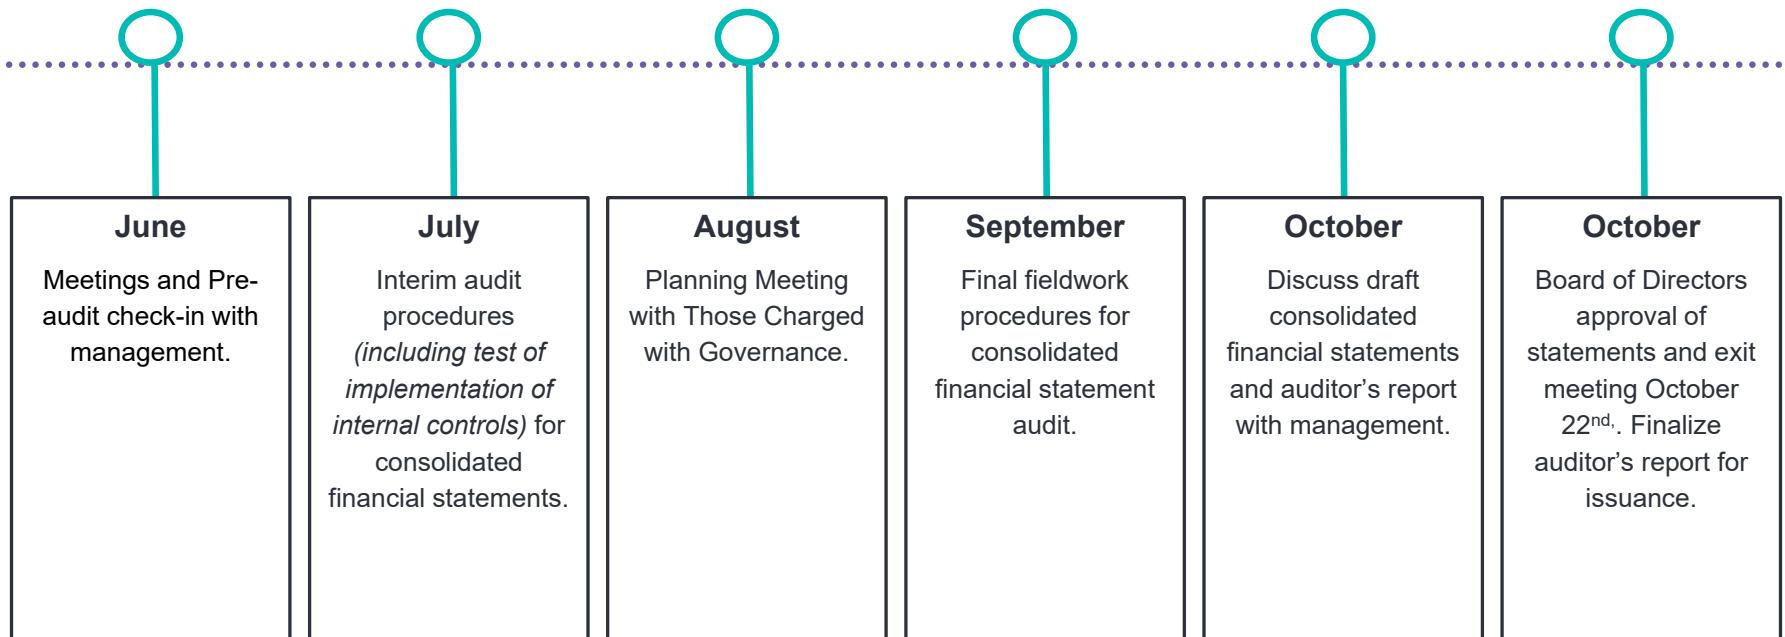 June
Meetings and Pre-
audit check-in with
management.
July
Interim audit
procedures
(including test of
implementation of
internal controls) for
consolidated
financial statements.
August
Planning Meeting
with Those Charged
with Governance.
September
Final fieldwork
procedures for
consolidated
financial statement
audit.
October
Discuss draft
consolidated
financial statements
and auditor’s report
with management.
October
Board of Directors
approval of
statements and exit
meeting October
22nd,. Finalize
auditor’s report for
issuance.